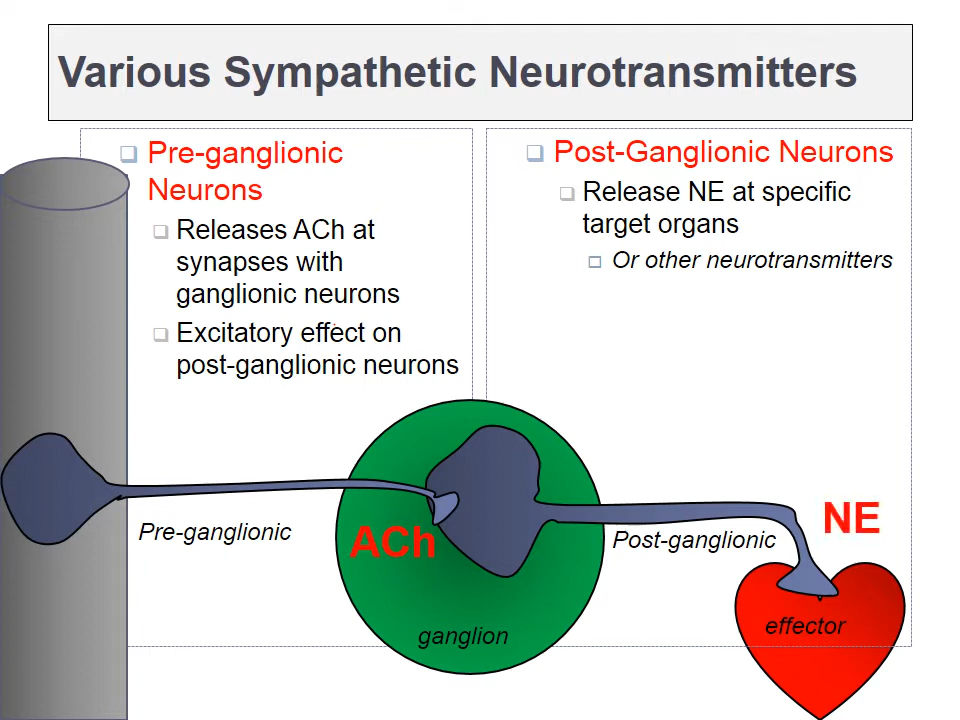 Various Sympathetic Neurotransmitters
Pre-ganglionic
Neurons
Releases ACh at
synapses with
ganglionic neurons
Excitatory effect on
post-ganglionic neurons
Post-Ganglionic Neurons
Release NE at specific
target organs
Or other neurotransmitters
Pre-ganglionic
ACh
ganglion
Post-ganglionic
NE
effector